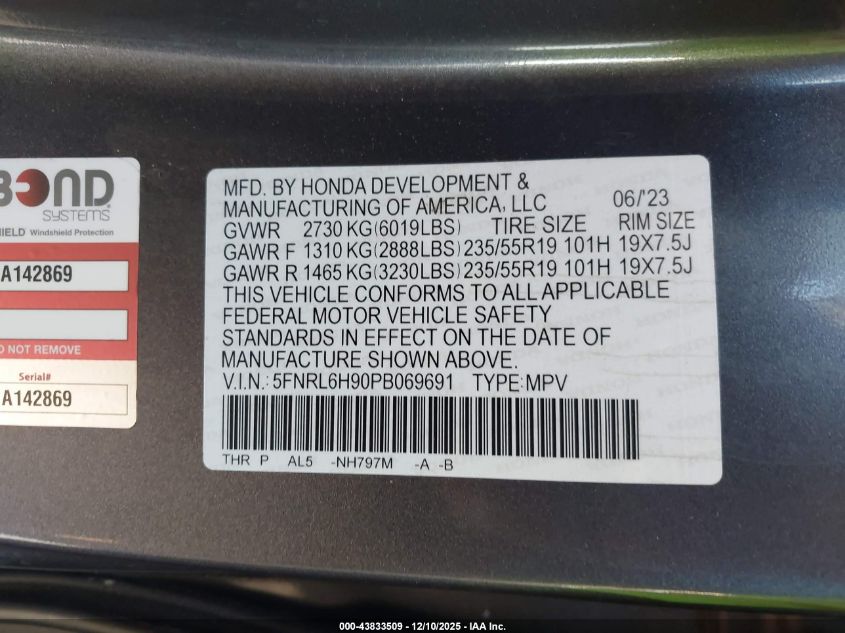 BOND
SYSTEMS
HIELD Windshield Protection
A142869
O NOT REMOVE
Serial#
A142869
MFD. BY HONDA DEVELOPMENT &
MANUFACTURING OF AMERICA, LLC 06/'23
GVWR 2730 KG(6019LBS) TIRE SIZE RIM SIZE
GAWR F 1310 KG(2888LBS) 235/55R19 101H 19X7.5J
GAWR R 1465 KG(3230LBS) 235/55R19 101H 19X7.5J
THIS VEHICLE CONFORMS TO ALL APPLICABLE
FEDERAL MOTOR VEHICLE SAFETY
STANDARDS IN EFFECT ON THE DATE OF
MANUFACTURE SHOWN ABOVE.
V.I.N.: 5FNRL6H90PB069691 TYPE: MPV
THR P AL5 -NH797M -A -B
000-43833509 - 12/10/2025 - IAA Inc.